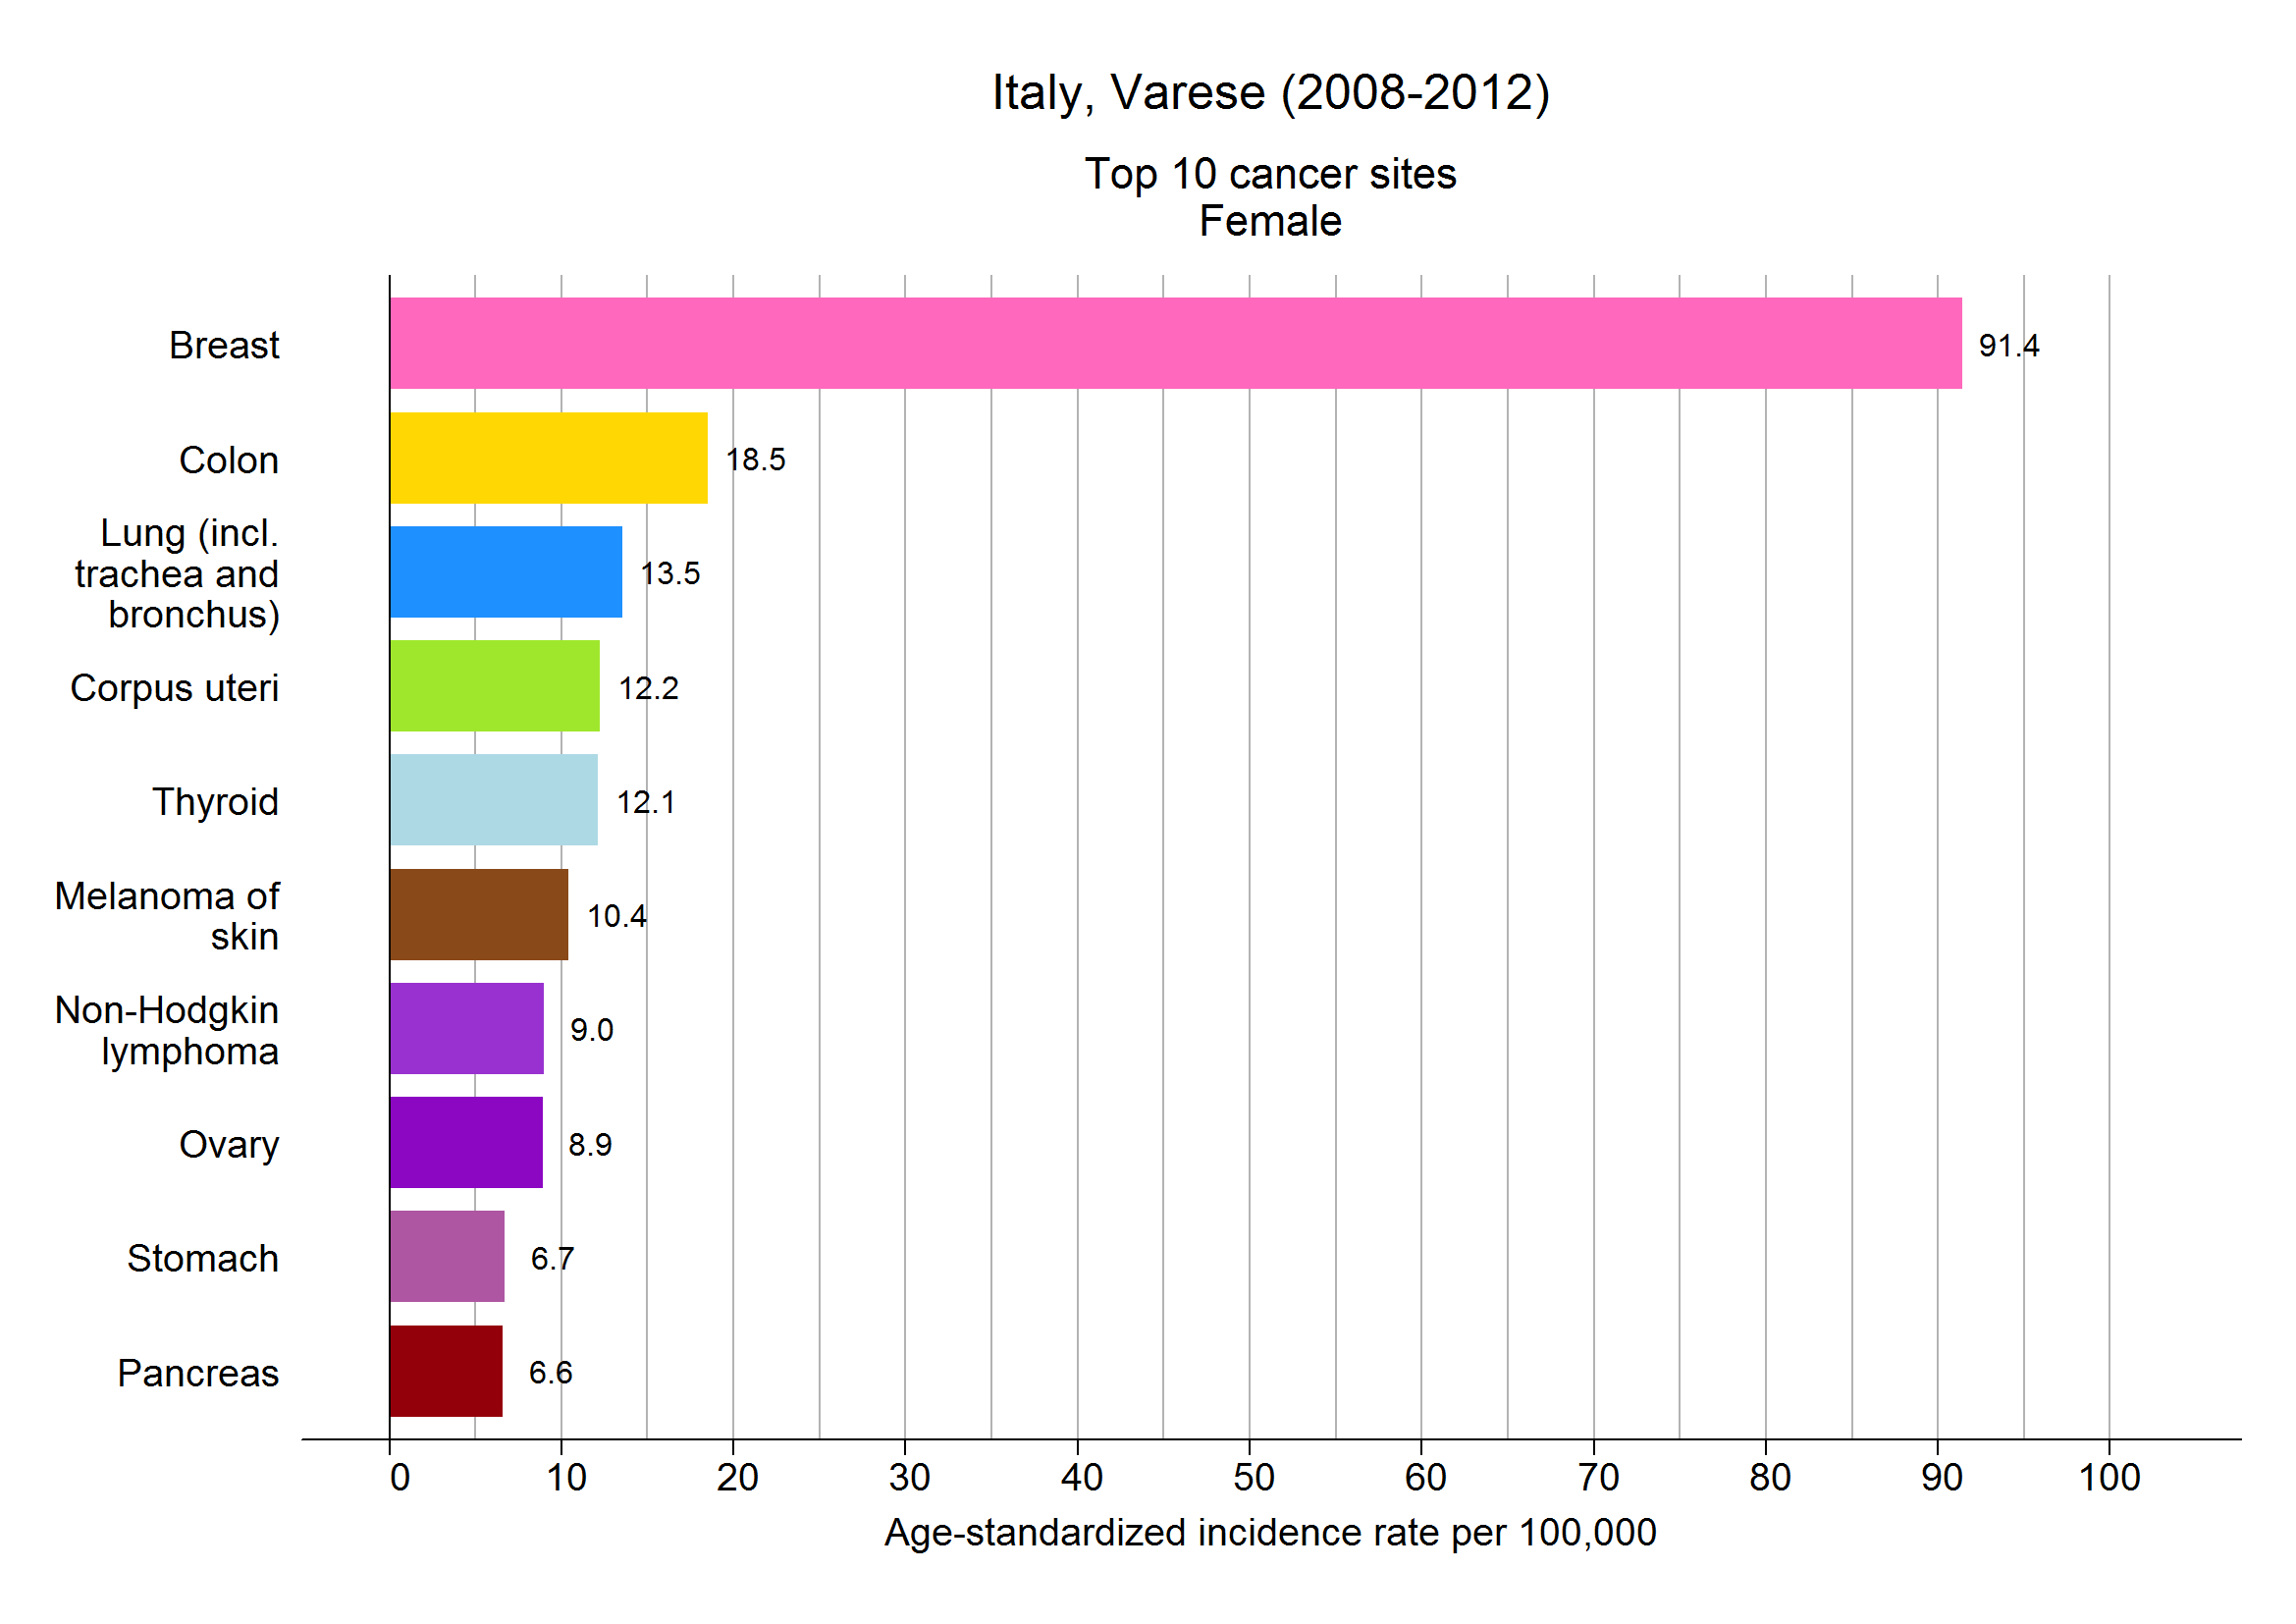 Italy, Varese (2008-2012)
Top 10 cancer sites
Female
Breast
91.4
Colon
18.5
Lung (incl.
trachea and
bronchus)
13.5
Corpus uteri
12.2
Thyroid
12.1
Melanoma of
skin
10.4
Non-Hodgkin
lymphoma
9.0
Ovary
8.9
Stomach
6.7
Pancreas
6.6
0 10 20 30 40 50 60 70 80 90 100
Age-standardized incidence rate per 100,000